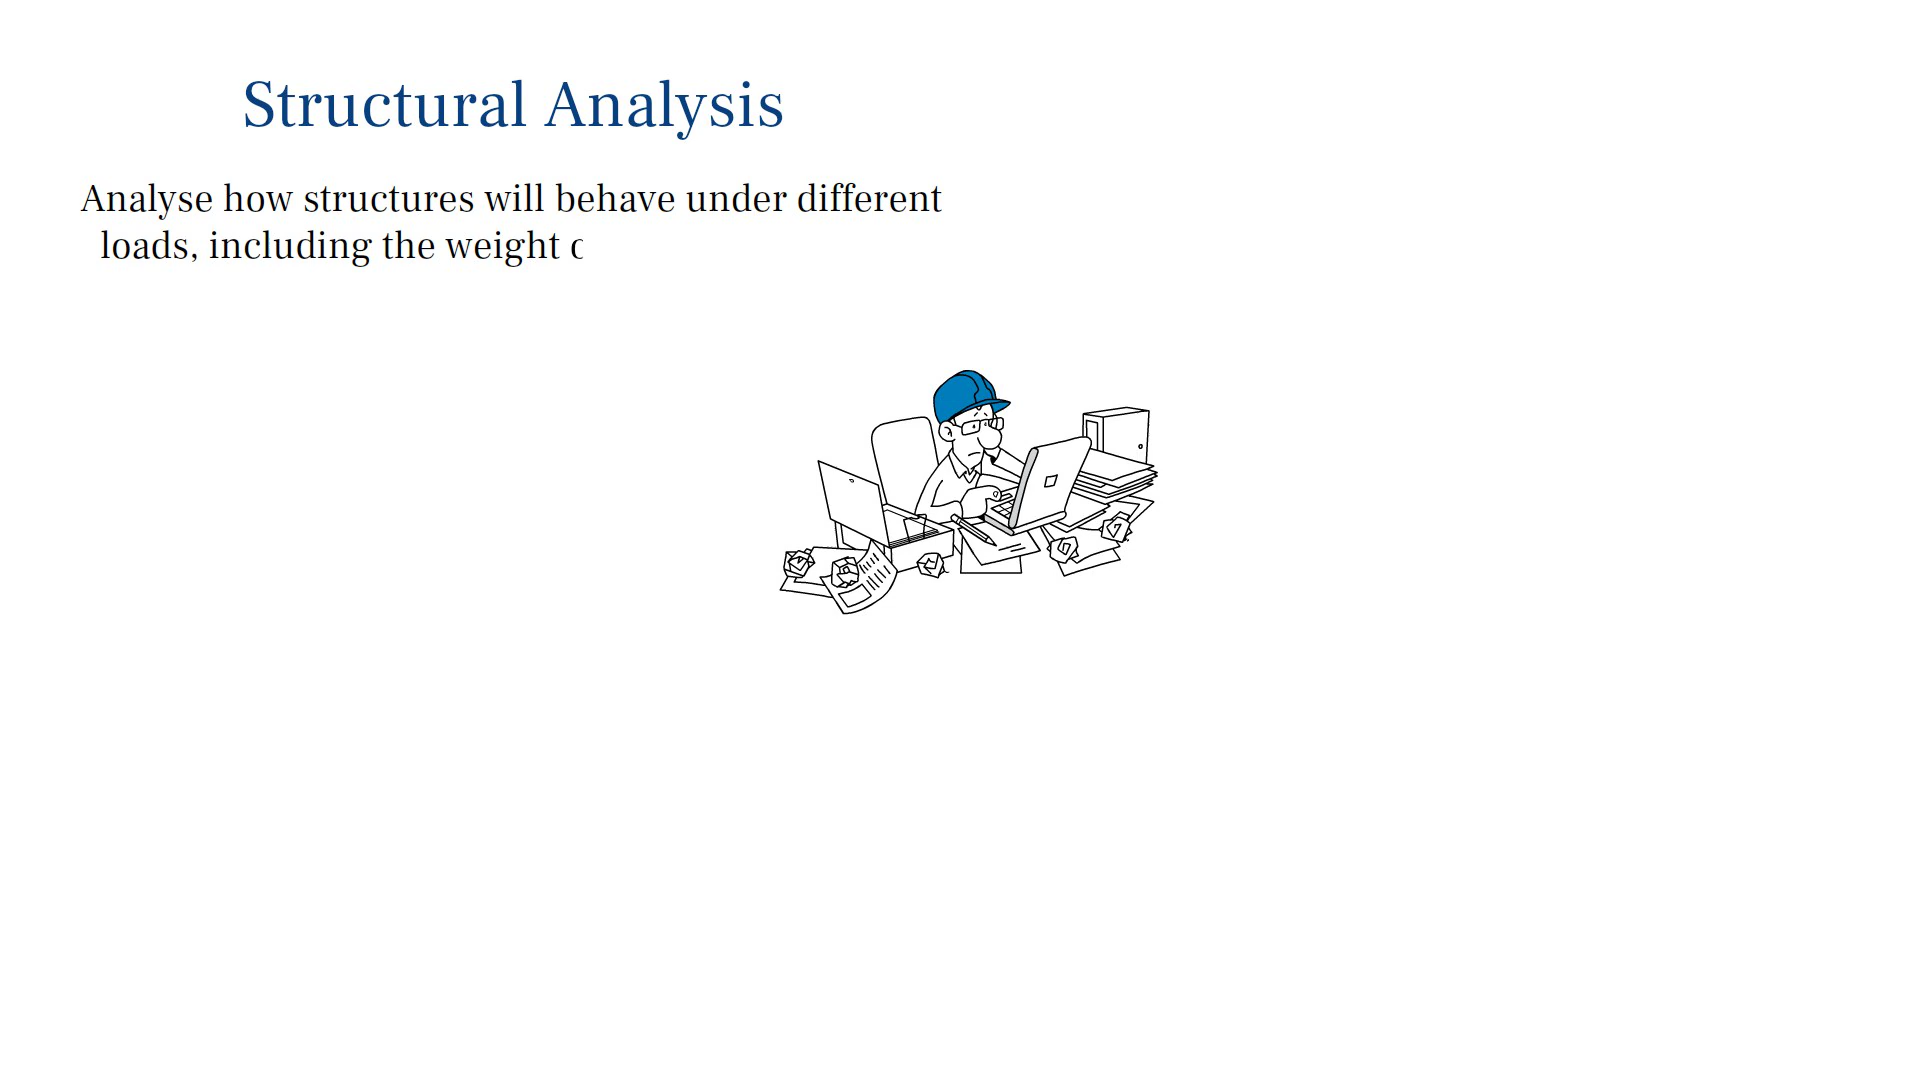 Structural Analysis
Analyse how structures will behave under different
loads, including the weight